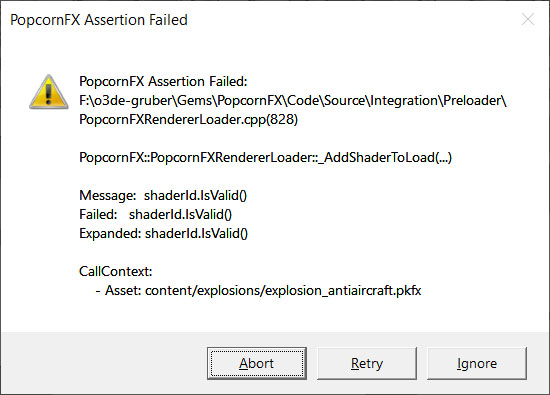 PopcornFX Assertion Failed
PopcornFX Assertion Failed:
F:\o3de-gruber\Gems\PopcornFX\Code\Source\Integration\Preloader\
PopcornFXRendererLoader.cpp(828)
PopcornFX::PopcornFXRendererLoader::_AddShaderToLoad(...)
Message:  shaderId.IsValid()
Failed:   shaderId.IsValid()
Expanded: shaderId.IsValid()
CallContext:
- Asset: content/explosions/explosion_antiaircraft.pkfx
Abort Retry Ignore